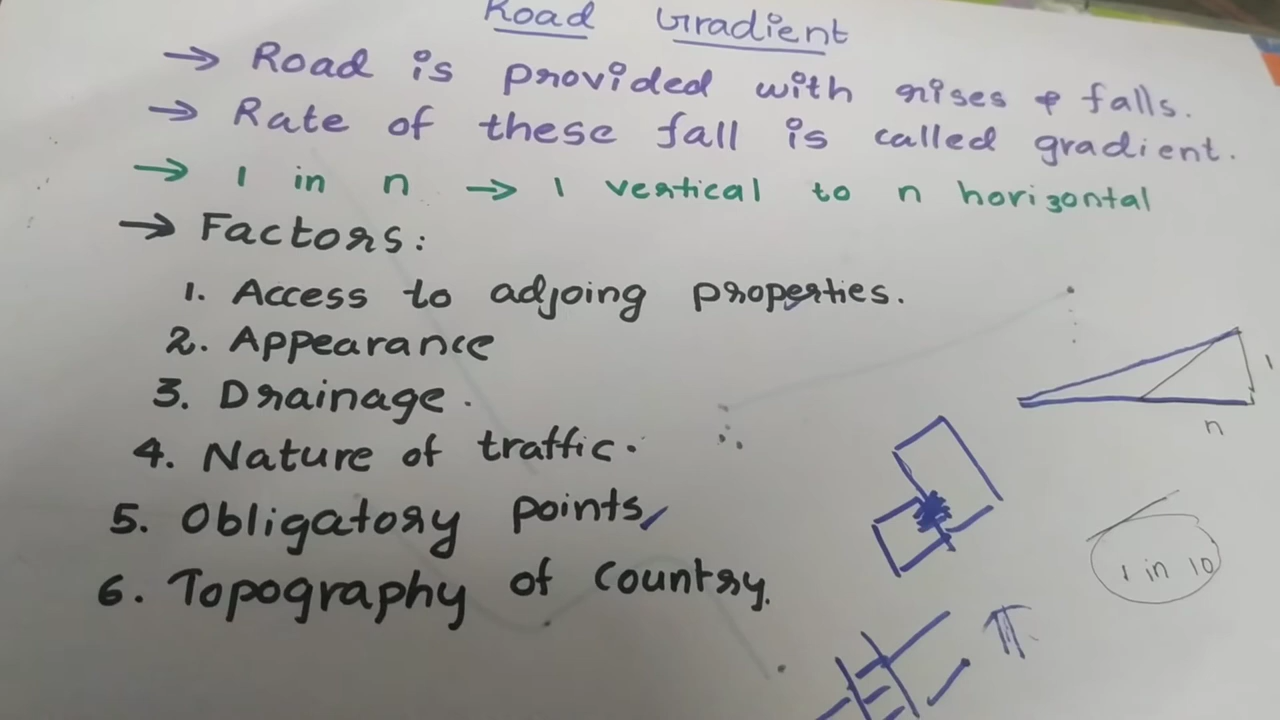 Road Gradient
→ Road is provided with rises & falls.
→ Rate of these fall is called gradient.
→ 1 in n → 1 vertical to n horizontal
→ Factors:
1. Access to adjoing properties.
2. Appearance
3. Drainage.
4. Nature of traffic.
5. Obligatory points
6. Topography of Country.
1
n
1 in 10